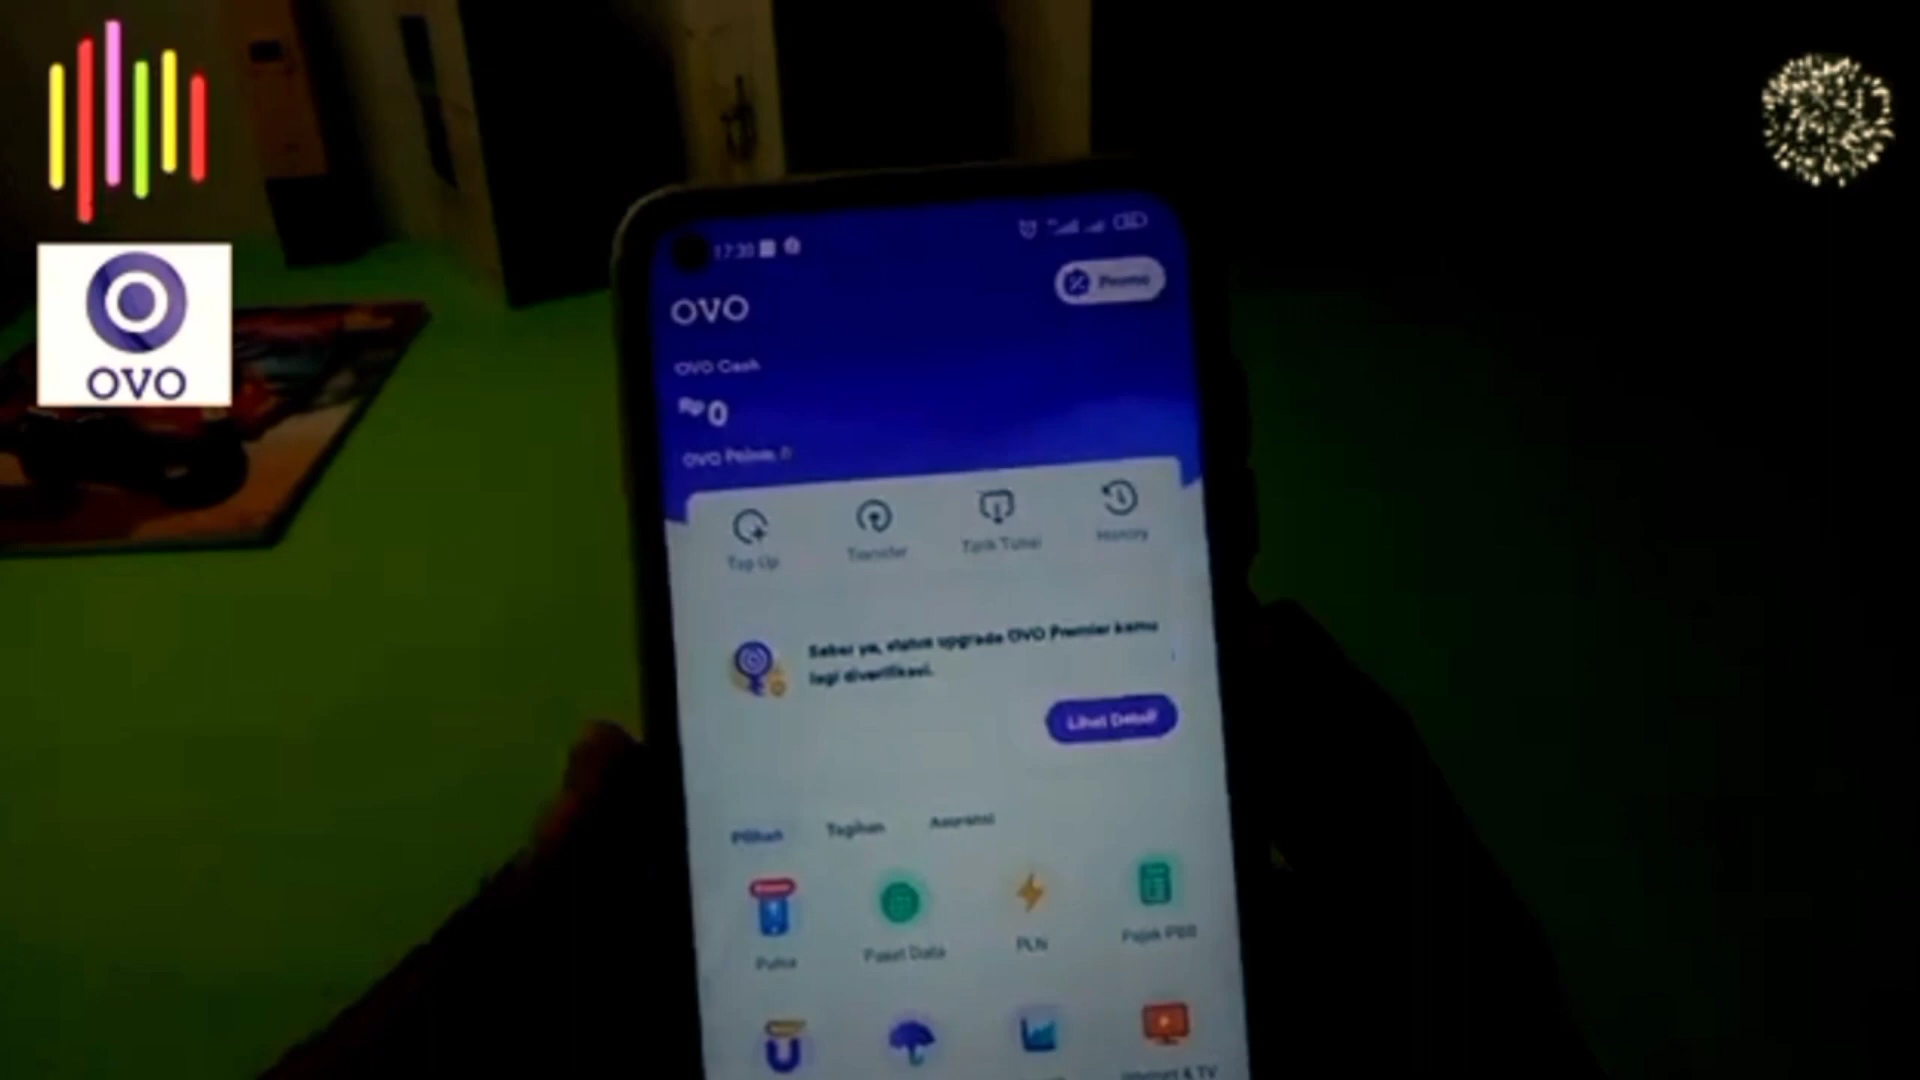 OVO
17:30
Promo
OVO
OVO Cash
Rp 0
OVO Points 0
Top Up
Transfer
Tarik Tunai
History
Sabar ya, status upgrade OVO Premier kamu
lagi diverifikasi.
Lihat Detail
Pilihan
Tagihan
Asuransi
Pulsa
Paket Data
PLN
Pajak PBB
Internet & TV